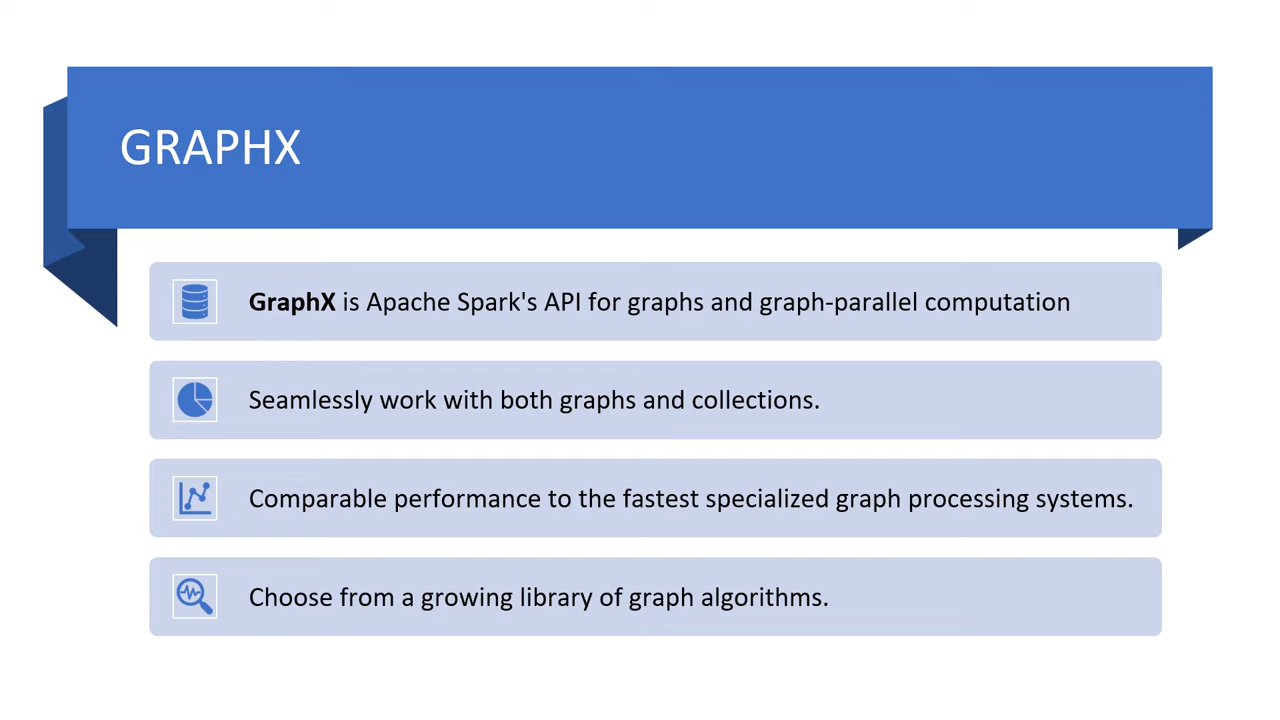 GRAPHX
GraphX is Apache Spark's API for graphs and graph-parallel computation
Seamlessly work with both graphs and collections.
Comparable performance to the fastest specialized graph processing systems.
Choose from a growing library of graph algorithms.